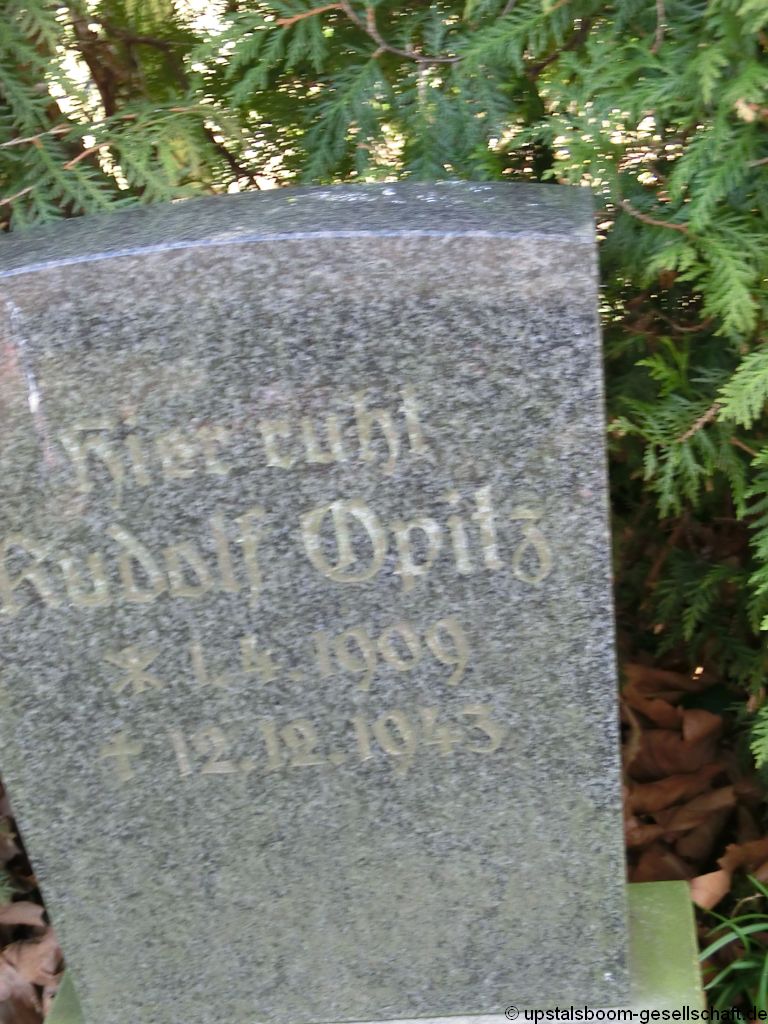 Hier ruht
Rudolf Opitz
* 1.4.1909
† 12.12.1943
© upstalsboom-gesellschaft.de